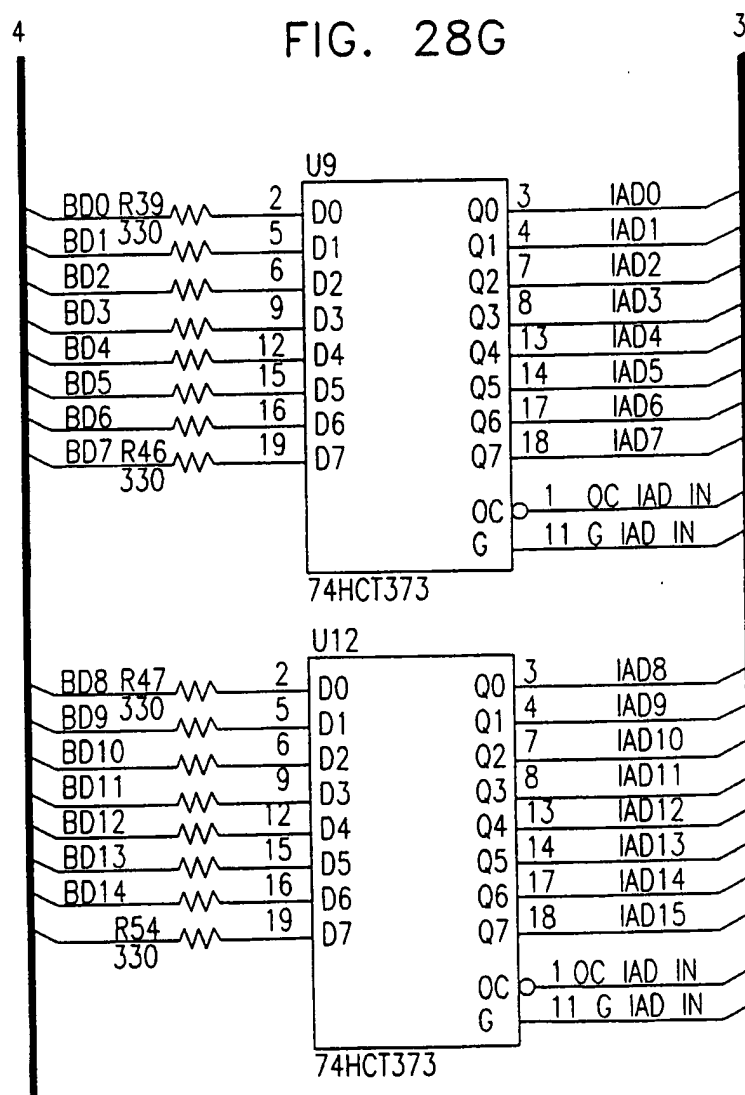 4 FIG. 28G 3
U9
BD0 R39 2 D0 Q0 3 IAD0
330
BD1 5 D1 Q1 4 IAD1
BD2 6 D2 Q2 7 IAD2
BD3 9 D3 Q3 8 IAD3
BD4 12 D4 Q4 13 IAD4
BD5 15 D5 Q5 14 IAD5
BD6 16 D6 Q6 17 IAD6
BD7 R46 19 D7 Q7 18 IAD7
330
OC 1 OC IAD IN
G 11 G IAD IN
74HCT373
U12
BD8 R47 2 D0 Q0 3 IAD8
330
BD9 5 D1 Q1 4 IAD9
BD10 6 D2 Q2 7 IAD10
BD11 9 D3 Q3 8 IAD11
BD12 12 D4 Q4 13 IAD12
BD13 15 D5 Q5 14 IAD13
BD14 16 D6 Q6 17 IAD14
R54 19 D7 Q7 18 IAD15
330
OC 1 OC IAD IN
G 11 G IAD IN
74HCT373